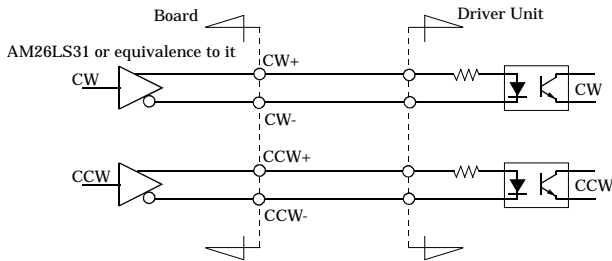 Board
Driver Unit
AM26LS31 or equivalence to it
CW
CW+
CW
CW-
CCW
CCW+
CCW
CCW-